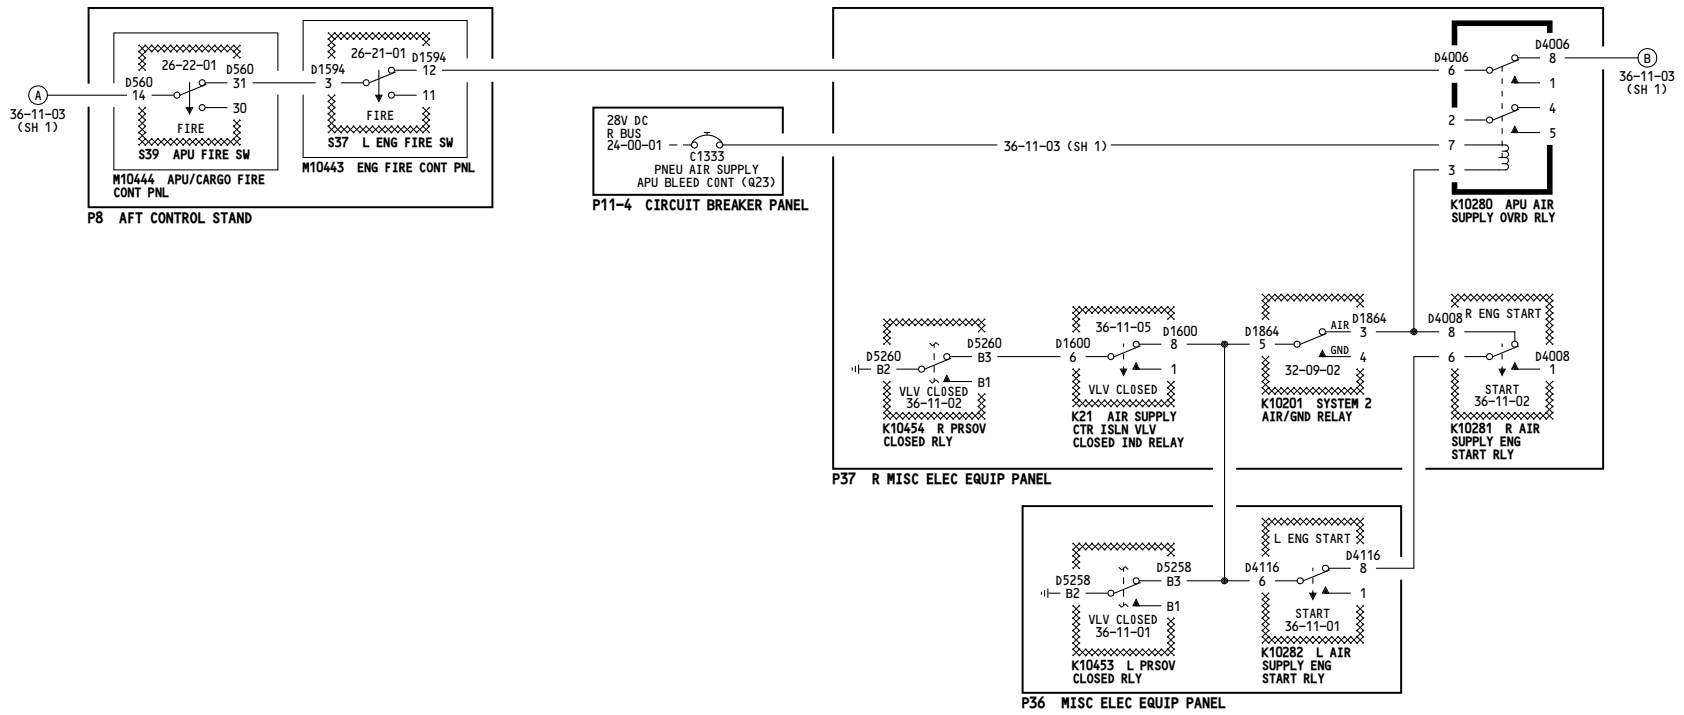 A
36-11-03
(SH 1)
D560
14
26-22-01
D560
31
30
FIRE
S39 APU FIRE SW
M10444 APU/CARGO FIRE
CONT PNL
D1594
3
26-21-01
D1594
12
11
FIRE
S37 L ENG FIRE SW
M10443 ENG FIRE CONT PNL
P8 AFT CONTROL STAND
28V DC
R BUS
24-00-01
C1333
PNEU AIR SUPPLY
APU BLEED CONT (Q23)
P11-4 CIRCUIT BREAKER PANEL
36-11-03 (SH 1)
D4006
6
2
7
3
D4006
8
1
4
5
K10280 APU AIR
SUPPLY OVRD RLY
B
36-11-03
(SH 1)
D5260
B2
D5260
B3
B1
VLV CLOSED
36-11-02
K10454 R PRSOV
CLOSED RLY
D1600
6
36-11-05
D1600
8
1
VLV CLOSED
K21 AIR SUPPLY
CTR ISLN VLV
CLOSED IND RELAY
D1864
5
AIR
D1864
3
GND
4
32-09-02
K10201 SYSTEM 2
AIR/GND RELAY
D4008
8
6
R ENG START
D4008
1
START
36-11-02
K10281 R AIR
SUPPLY ENG
START RLY
P37 R MISC ELEC EQUIP PANEL
D5258
B2
D5258
B3
B1
VLV CLOSED
36-11-01
K10453 L PRSOV
CLOSED RLY
D4116
6
L ENG START
D4116
8
1
START
36-11-01
K10282 L AIR
SUPPLY ENG
START RLY
P36 MISC ELEC EQUIP PANEL